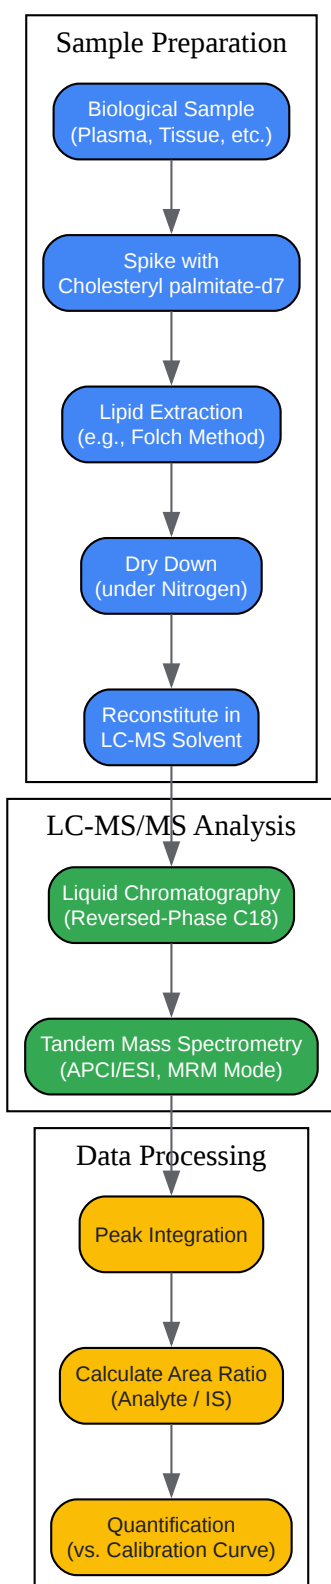 Sample Preparation
Biological Sample
(Plasma, Tissue, etc.)
Spike with
Cholesteryl palmitate-d7
Lipid Extraction
(e.g., Folch Method)
Dry Down
(under Nitrogen)
Reconstitute in
LC-MS Solvent
LC-MS/MS Analysis
Liquid Chromatography
(Reversed-Phase C18)
Tandem Mass Spectrometry
(APCI/ESI, MRM Mode)
Data Processing
Peak Integration
Calculate Area Ratio
(Analyte / IS)
Quantification
(vs. Calibration Curve)